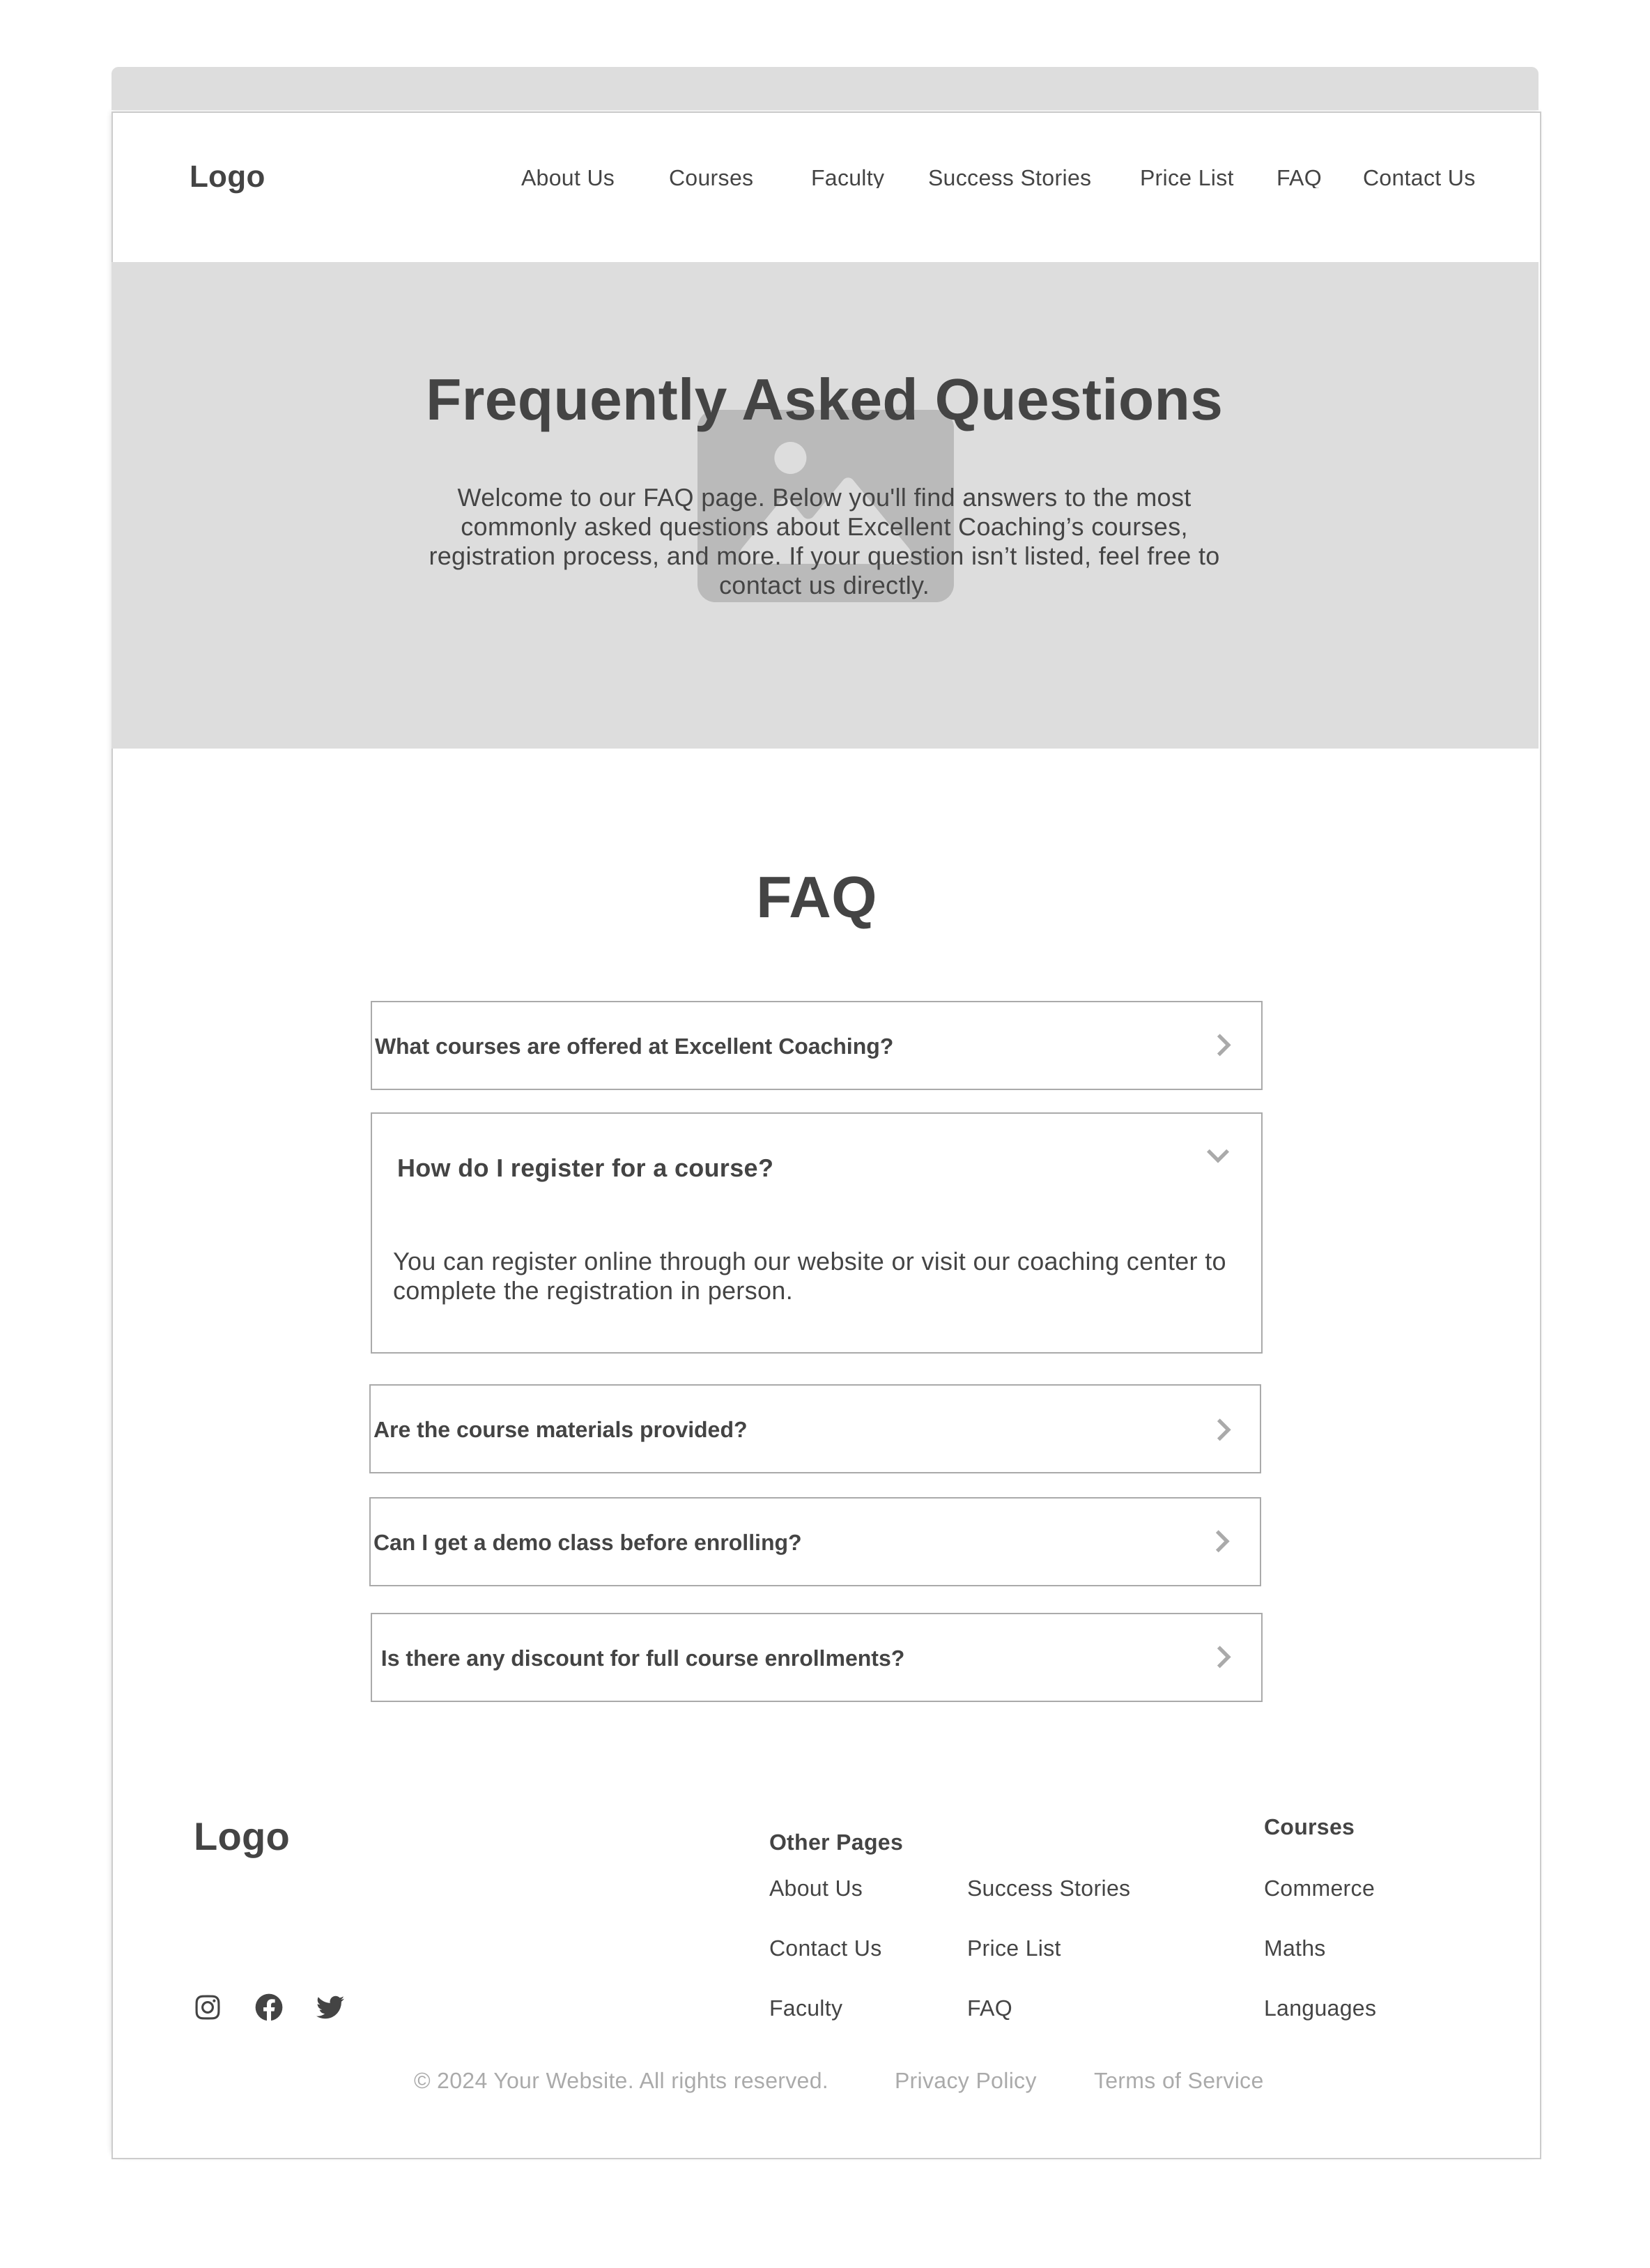 Logo
About Us
Courses
Faculty
Success Stories
Price List
FAQ
Contact Us
Frequently Asked Questions
Welcome to our FAQ page. Below you'll find answers to the most
commonly asked questions about Excellent Coaching’s courses,
registration process, and more. If your question isn’t listed, feel free to
contact us directly.
FAQ
What courses are offered at Excellent Coaching?
How do I register for a course?
You can register online through our website or visit our coaching center to
complete the registration in person.
Are the course materials provided?
Can I get a demo class before enrolling?
Is there any discount for full course enrollments?
Logo
Other Pages
About Us
Success Stories
Contact Us
Price List
Faculty
FAQ
Courses
Commerce
Maths
Languages
© 2024 Your Website. All rights reserved.
Privacy Policy
Terms of Service